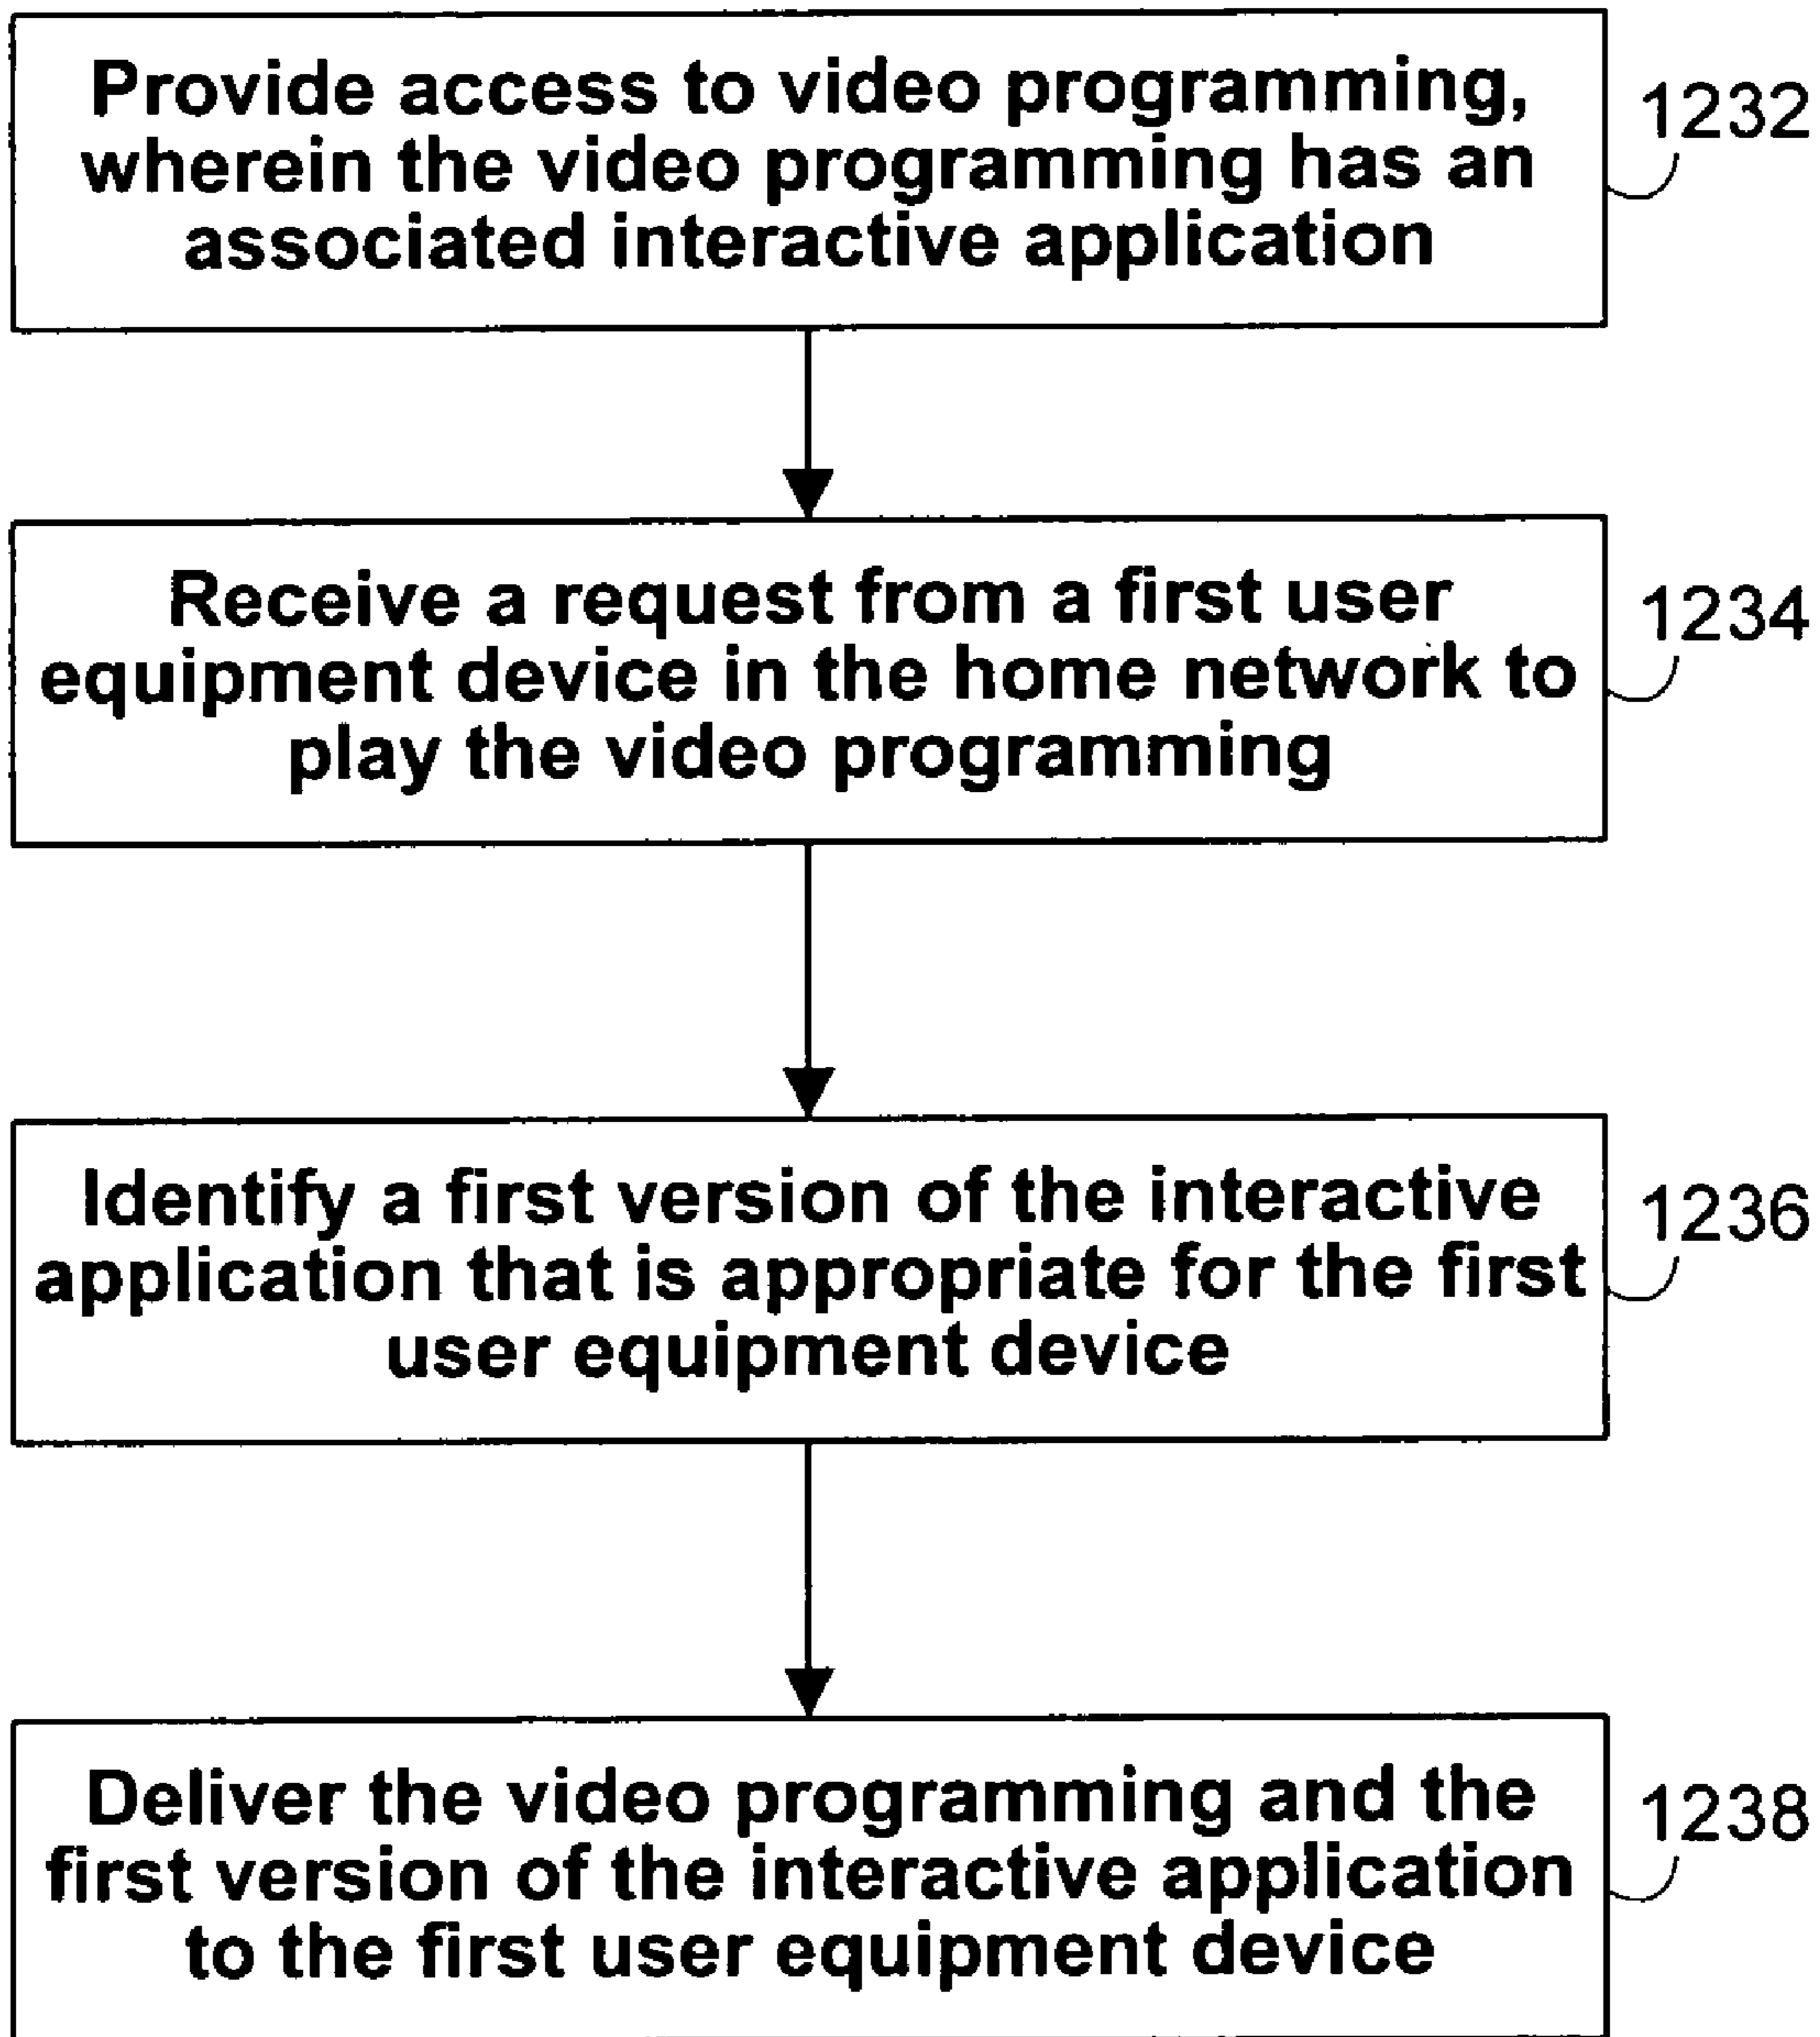 Provide access to video programming,
wherein the video programming has an
associated interactive application
1232
Receive a request from a first user
equipment device in the home network to
play the video programming
1234
Identify a first version of the interactive
application that is appropriate for the first
user equipment device
1236
Deliver the video programming and the
first version of the interactive application
to the first user equipment device
1238